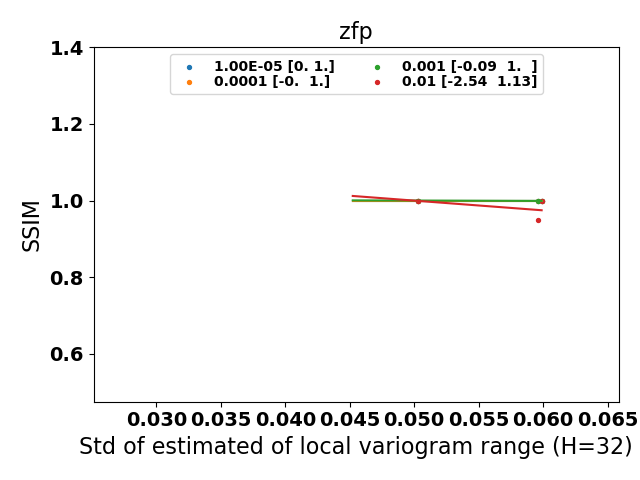 zfp
1.00E-05 [0. 1.]
0.0001 [-0.  1.]
0.001 [-0.09  1.  ]
0.01 [-2.54  1.13]
SSIM
1.4
1.2
1.0
0.8
0.6
0.030 0.035 0.040 0.045 0.050 0.055 0.060 0.065
Std of estimated of local variogram range (H=32)